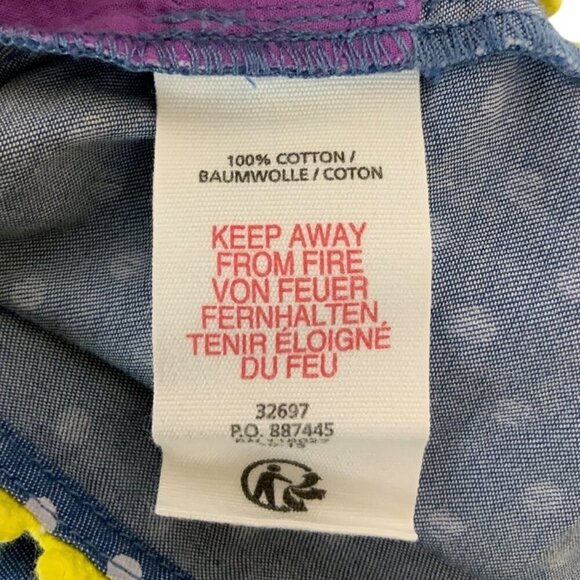 100% COTTON /
BAUMWOLLE / COTON
KEEP AWAY
FROM FIRE
VON FEUER
FERNHALTEN,
TENIR ÉLOIGNÉ
DU FEU
32697
P.O. 887445